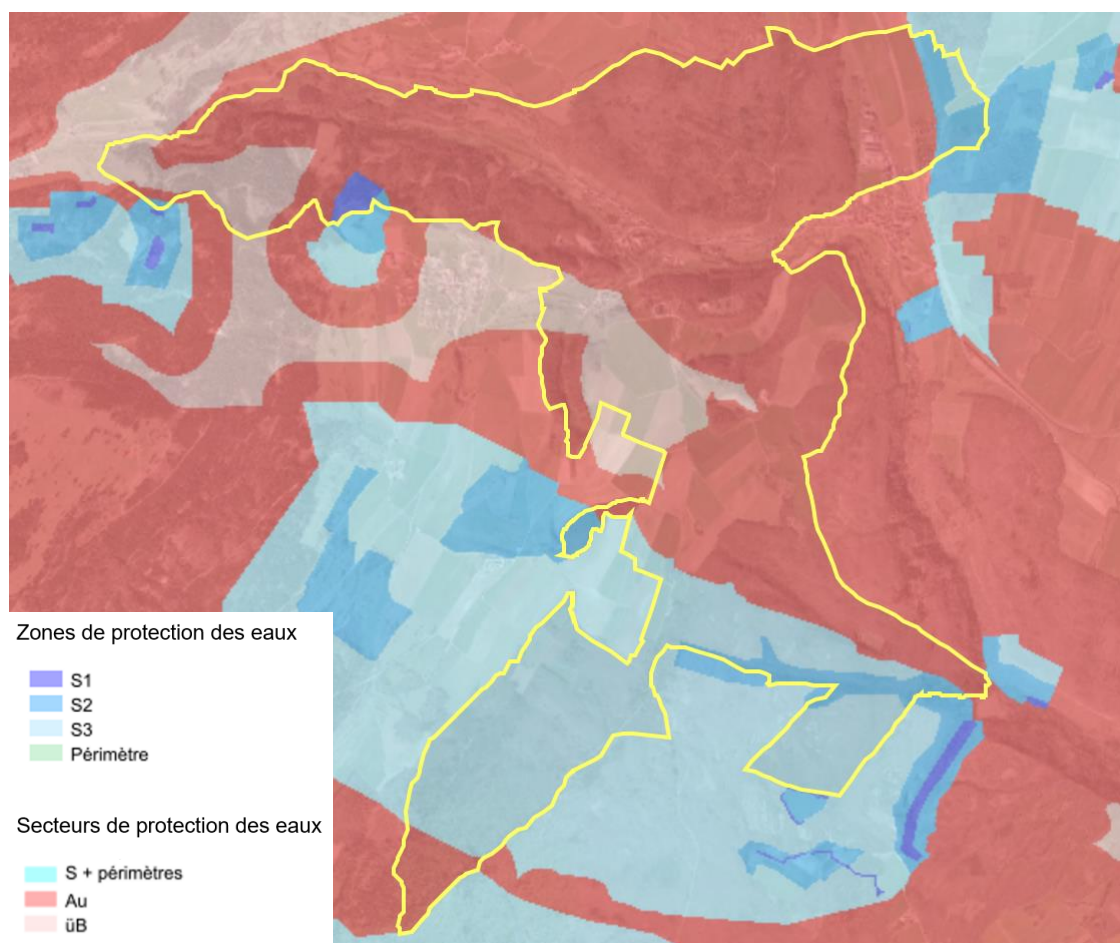 Zones de protection des eaux
S1
S2
S3
Périmètre
Secteurs de protection des eaux
S + périmètres
Au
üB